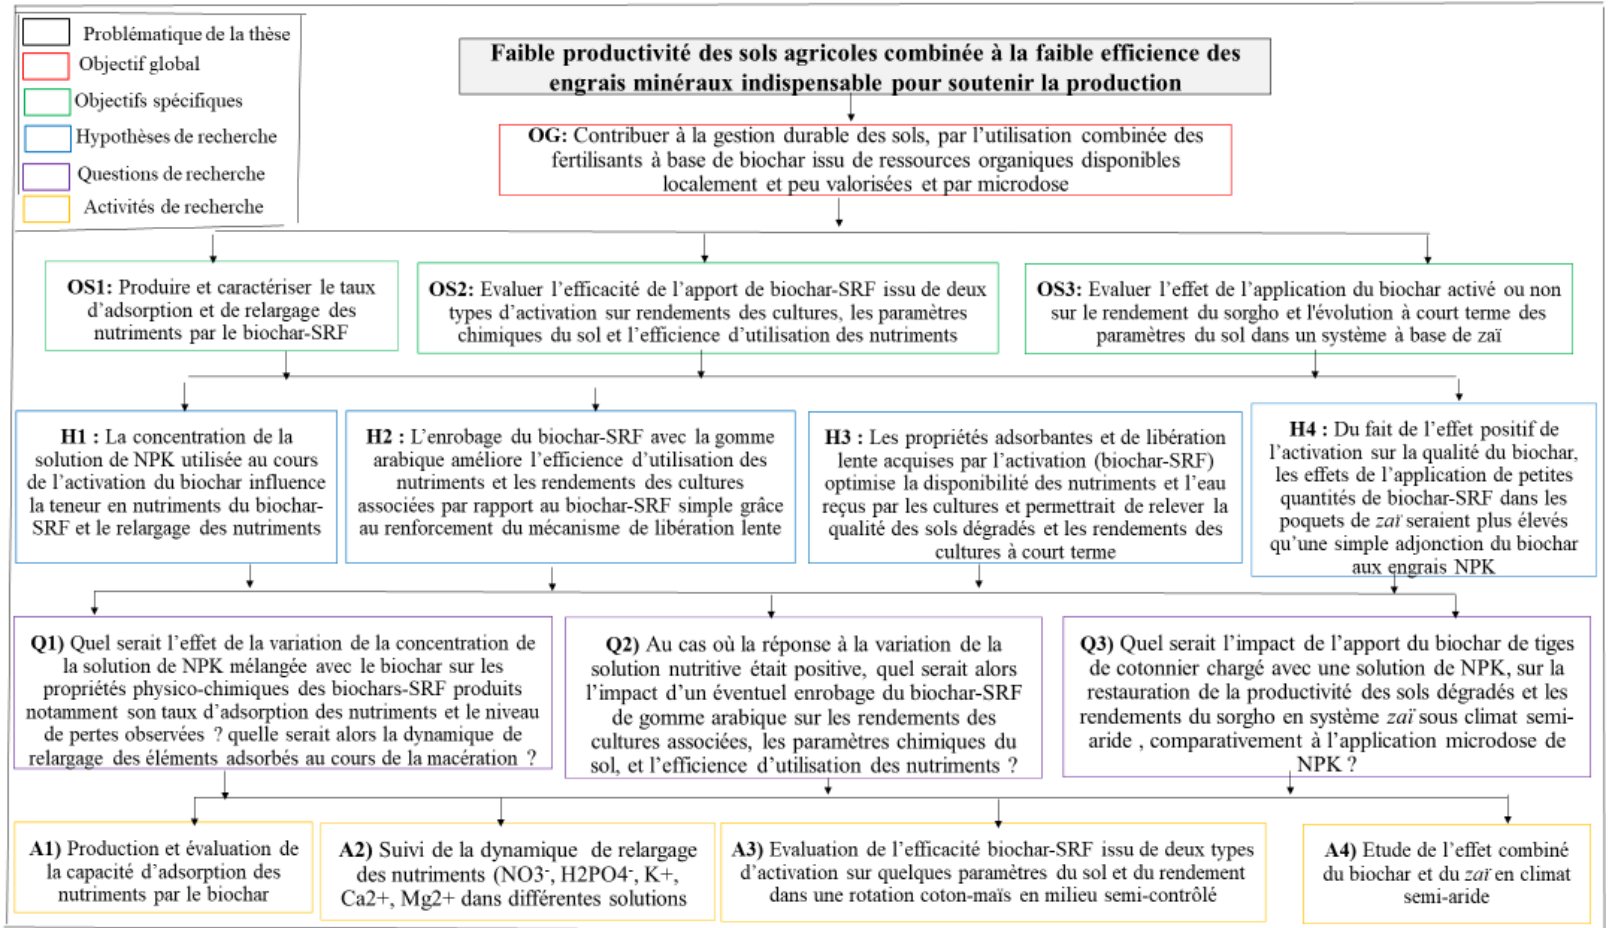 Problématique de la thèse
Objectif global
Objectifs spécifiques
Hypothèses de recherche
Questions de recherche
Activités de recherche
Faible productivité des sols agricoles combinée à la faible efficience des
engrais minéraux indispensable pour soutenir la production
OG: Contribuer à la gestion durable des sols, par l'utilisation combinée des
fertilisants à base de biochar issu de ressources organiques disponibles
localement et peu valorisées et par microdose
OS1: Produire et caractériser le taux
d'adsorption et de relargage des
nutriments par le biochar-SRF
OS2: Evaluer l'efficacité de l'apport de biochar-SRF issu de deux
types d'activation sur rendements des cultures, les paramètres
chimiques du sol et l'efficience d'utilisation des nutriments
OS3: Evaluer l'effet de l'application du biochar activé ou non
sur le rendement du sorgho et l'évolution à court terme des
paramètres du sol dans un système à base de zaï
H1 : La concentration de la
solution de NPK utilisée au cours
de l'activation du biochar influence
la teneur en nutriments du biochar-
SRF et le relargage des nutriments
H2 : L'enrobage du biochar-SRF avec la gomme
arabique améliore l'efficience d'utilisation des
nutriments et les rendements des cultures
associées par rapport au biochar-SRF simple grâce
au renforcement du mécanisme de libération lente
H3 : Les propriétés adsorbantes et de libération
lente acquises par l'activation (biochar-SRF)
optimise la disponibilité des nutriments et l'eau
reçus par les cultures et permettrait de relever la
qualité des sols dégradés et les rendements des
cultures à court terme
H4 : Du fait de l'effet positif de
l'activation sur la qualité du biochar,
les effets de l'application de petites
quantités de biochar-SRF dans les
poquets de zaï seraient plus élevés
qu'une simple adjonction du biochar
aux engrais NPK
Q1) Quel serait l'effet de la variation de la concentration de
la solution de NPK mélangée avec le biochar sur les
propriétés physico-chimiques des biochars-SRF produits
notamment son taux d'adsorption des nutriments et le niveau
de pertes observées ? quelle serait alors la dynamique de
relargage des éléments adsorbés au cours de la macération ?
Q2) Au cas où la réponse à la variation de la
solution nutritive était positive, quel serait alors
l'impact d'un éventuel enrobage du biochar-SRF
de gomme arabique sur les rendements des
cultures associées, les paramètres chimiques du
sol, et l'efficience d'utilisation des nutriments ?
Q3) Quel serait l'impact de l'apport du biochar de tiges
de cotonnier chargé avec une solution de NPK, sur la
restauration de la productivité des sols dégradés et les
rendements du sorgho en système zaï sous climat semi-
aride , comparativement à l'application microdose de
NPK ?
A1) Production et évaluation de
la capacité d'adsorption des
nutriments par le biochar
A2) Suivi de la dynamique de relargage
des nutriments (NO3-, H2PO4-, K+,
Ca2+, Mg2+ dans différentes solutions
A3) Evaluation de l'efficacité biochar-SRF issu de deux types
d'activation sur quelques paramètres du sol et du rendement
dans une rotation coton-maïs en milieu semi-contrôlé
A4) Etude de l'effet combiné
du biochar et du zaï en climat
semi-aride